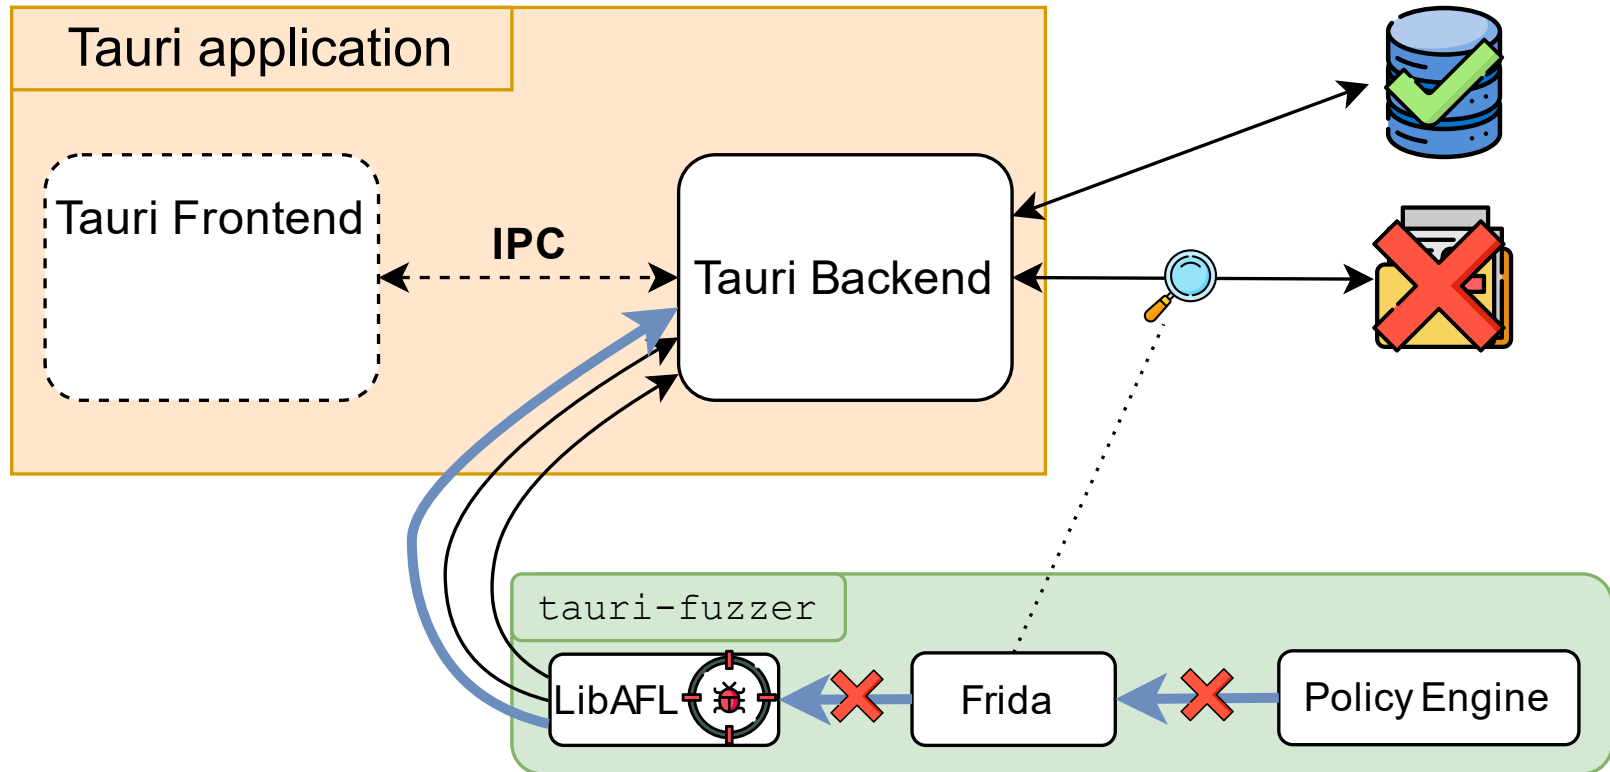 Tauri application
Tauri Frontend
IPC
Tauri Backend
tauri-fuzzer
LibAFL
Frida
Policy Engine